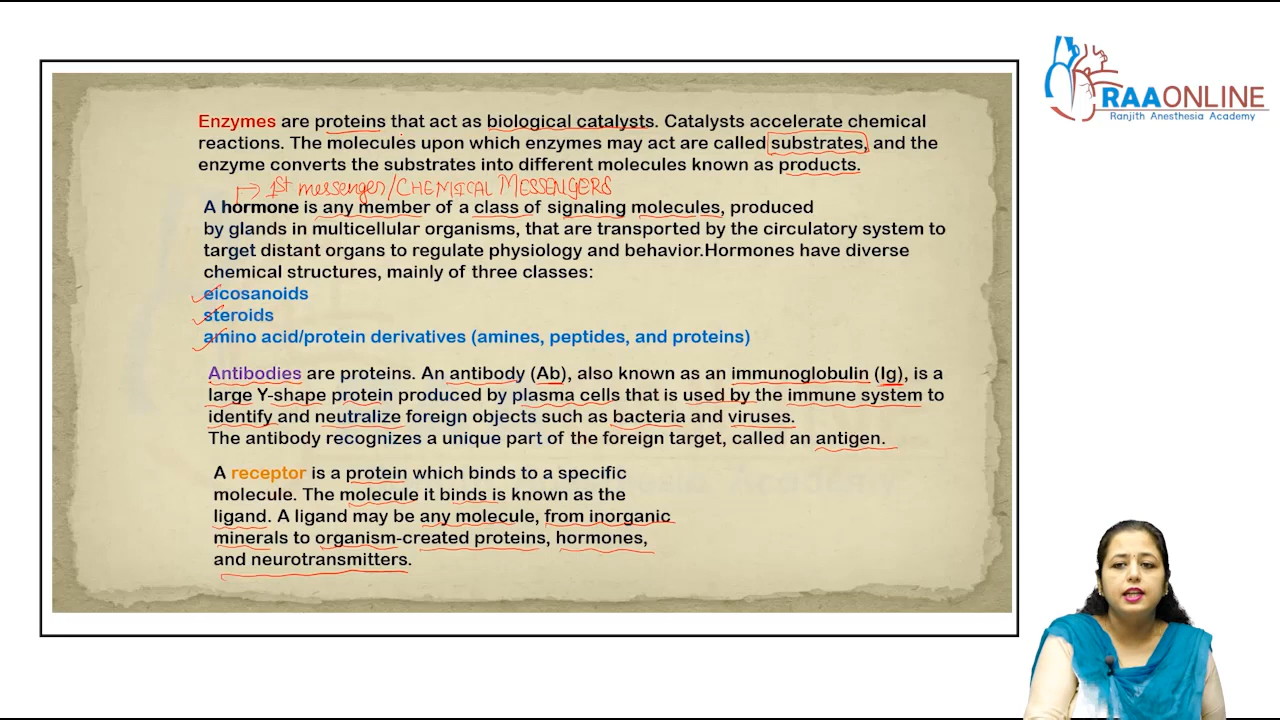 RAAONLINE
Ranjith Anesthesia Academy
Enzymes are proteins that act as biological catalysts. Catalysts accelerate chemical
reactions. The molecules upon which enzymes may act are called substrates, and the
enzyme converts the substrates into different molecules known as products.
1st messenger/CHEMICAL MESSENGERS
A hormone is any member of a class of signaling molecules, produced
by glands in multicellular organisms, that are transported by the circulatory system to
target distant organs to regulate physiology and behavior.Hormones have diverse
chemical structures, mainly of three classes:
eicosanoids
steroids
amino acid/protein derivatives (amines, peptides, and proteins)
Antibodies are proteins. An antibody (Ab), also known as an immunoglobulin (Ig), is a
large Y-shape protein produced by plasma cells that is used by the immune system to
identify and neutralize foreign objects such as bacteria and viruses.
The antibody recognizes a unique part of the foreign target, called an antigen.
A receptor is a protein which binds to a specific
molecule. The molecule it binds is known as the
ligand. A ligand may be any molecule, from inorganic
minerals to organism-created proteins, hormones,
and neurotransmitters.